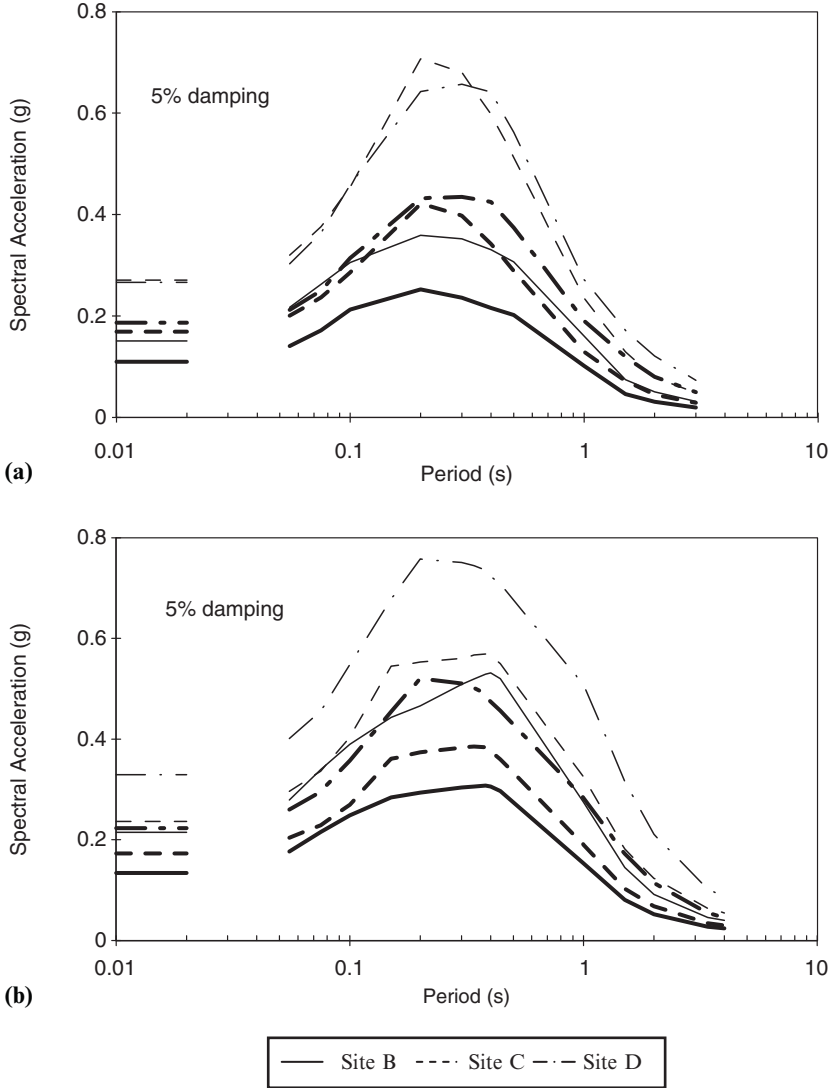 0.8
5% damping
0.6
0.4
0.2
0
0.01
0.1
1
10
Spectral Acceleration (g)
Period (s)
(a)
0.8
5% damping
0.6
0.4
0.2
0
0.01
0.1
1
10
Spectral Acceleration (g)
Period (s)
(b)
Site B Site C Site D